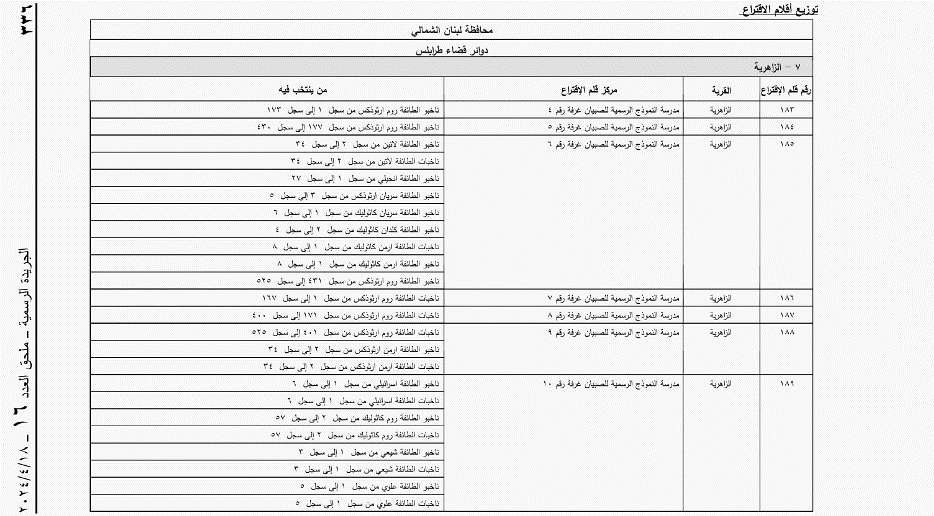 توزيع أقلام الاقتراع
٣٣٦
محافظة لبنان الشمالي
دوائر قضاء طرابلس
٧ - الزاهرية
رقم قلم الإقتراع القرية مركز قلم الإقتراع من ينتخب فيه
١٨٣ الزاهرية مدرسة النموذج الرسمية للصبيان غرفة رقم ٤ ناخبو الطائفة روم ارثوذكس من سجل ١ إلى سجل ١٧٣
١٨٤ الزاهرية مدرسة النموذج الرسمية للصبيان غرفة رقم ٥ ناخبو الطائفة روم ارثوذكس من سجل ١٧٧ إلى سجل ٤٣٠
١٨٥ الزاهرية مدرسة النموذج الرسمية للصبيان غرفة رقم ٦ ناخبو الطائفة لاتين من سجل ٢ إلى سجل ٣٤
ناخبات الطائفة لاتين من سجل ٢ إلى سجل ٣٤
ناخبو الطائفة انجيلي من سجل ١ إلى سجل ٢٧
ناخبو الطائفة سريان ارثوذكس من سجل ٣ إلى سجل ٥
ناخبو الطائفة سريان كاثوليك من سجل ١ إلى سجل ٦
ناخبو الطائفة كلدان كاثوليك من سجل ٢ إلى سجل ٤
ناخبات الطائفة ارمن كاثوليك من سجل ١ إلى سجل ٨
ناخبو الطائفة ارمن كاثوليك من سجل ١ إلى سجل ٨
ناخبو الطائفة روم ارثوذكس من سجل ٤٣١ إلى سجل ٥٢٥
١٨٦ الزاهرية مدرسة النموذج الرسمية للصبيان غرفة رقم ٧ ناخبات الطائفة روم ارثوذكس من سجل ١ إلى سجل ١٦٧
١٨٧ الزاهرية مدرسة النموذج الرسمية للصبيان غرفة رقم ٨ ناخبات الطائفة روم ارثوذكس من سجل ١٧١ إلى سجل ٤٠٠
١٨٨ الزاهرية مدرسة النموذج الرسمية للصبيان غرفة رقم ٩ ناخبات الطائفة روم ارثوذكس من سجل ٤٠١ إلى سجل ٥٢٥
ناخبو الطائفة ارمن ارثوذكس من سجل ٢ إلى سجل ٣٤
ناخبات الطائفة ارمن ارثوذكس من سجل ٢ إلى سجل ٣٤
١٨٩ الزاهرية مدرسة النموذج الرسمية للصبيان غرفة رقم ١٠ ناخبو الطائفة اسرائيلي من سجل ١ إلى سجل ٦
ناخبات الطائفة اسرائيلي من سجل ١ إلى سجل ٦
ناخبو الطائفة روم كاثوليك من سجل ٢ إلى سجل ٥٧
ناخبات الطائفة روم كاثوليك من سجل ٢ إلى سجل ٥٧
ناخبو الطائفة شيعي من سجل ١ إلى سجل ٣
ناخبات الطائفة شيعي من سجل ١ إلى سجل ٣
ناخبو الطائفة علوي من سجل ١ إلى سجل ٥
ناخبات الطائفة علوي من سجل ١ إلى سجل ٥
الجريدة الرسمية – ملحق العدد ١٦ – ٢٠٢٤/٤/١٨